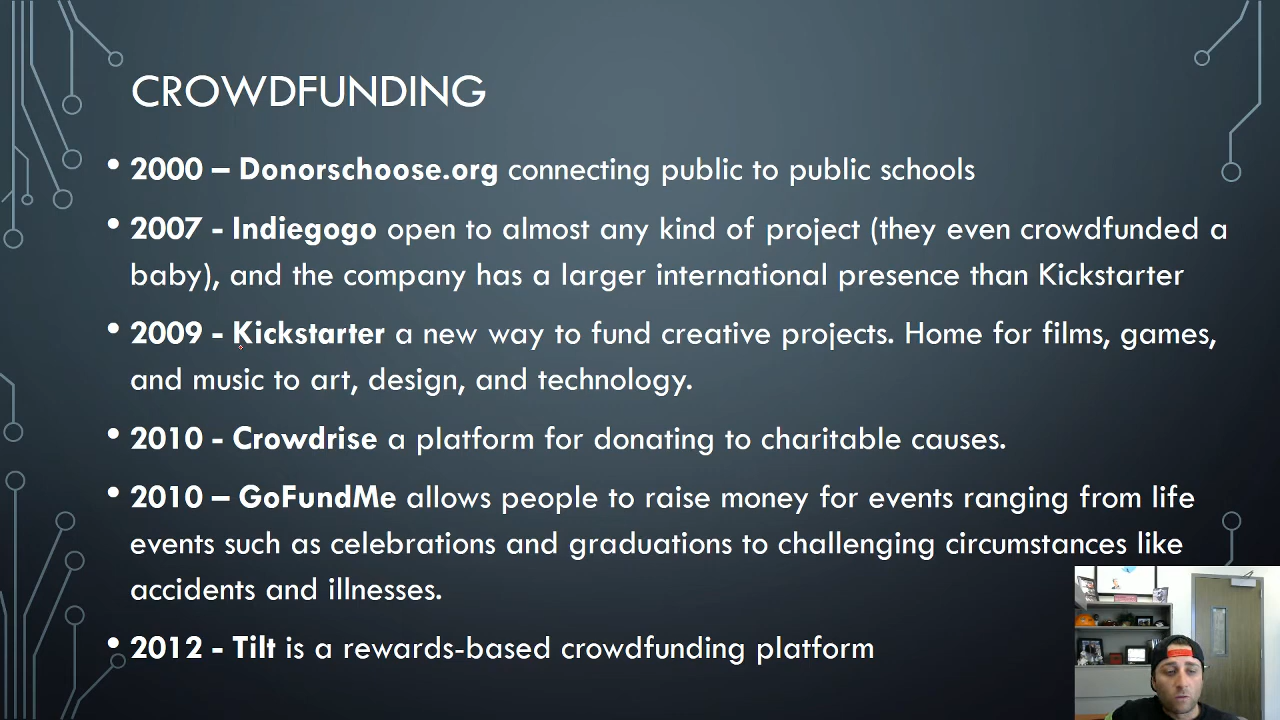 CROWDFUNDING
• 2000 – Donorschoose.org connecting public to public schools
• 2007 - Indiegogo open to almost any kind of project (they even crowdfunded a
baby), and the company has a larger international presence than Kickstarter
• 2009 - Kickstarter a new way to fund creative projects. Home for films, games,
and music to art, design, and technology.
• 2010 - Crowdrise a platform for donating to charitable causes.
• 2010 – GoFundMe allows people to raise money for events ranging from life
events such as celebrations and graduations to challenging circumstances like
accidents and illnesses.
• 2012 - Tilt is a rewards-based crowdfunding platform